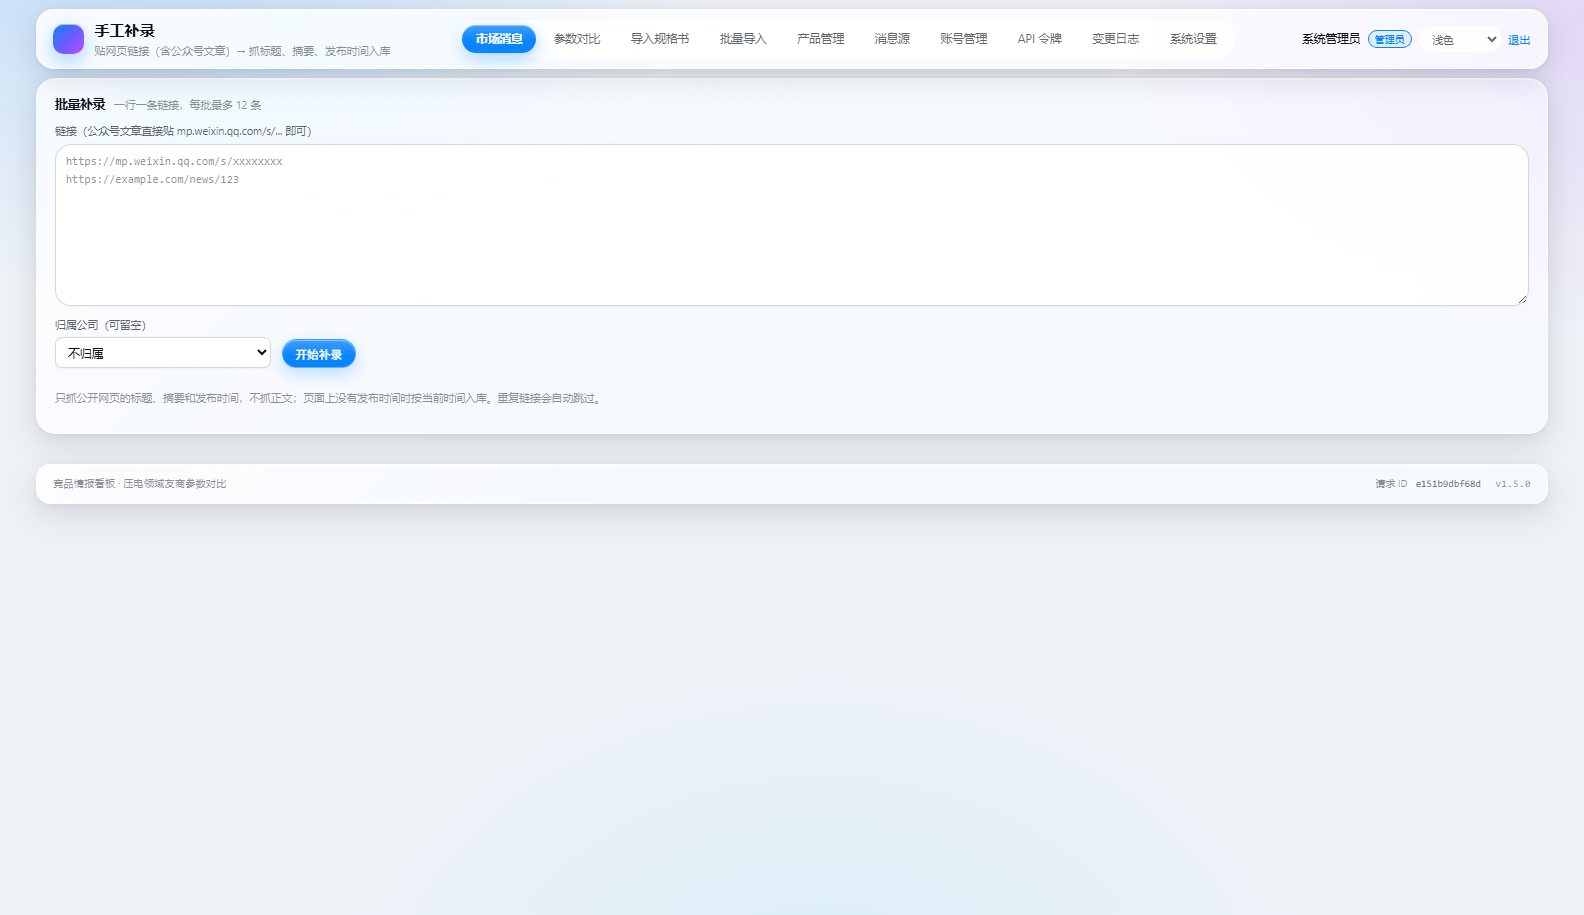 手工补录
贴网页链接（含公众号文章）→ 抓标题、摘要、发布时间入库
市场消息 参数对比 导入规格书 批量导入 产品管理 消息源 账号管理 API 令牌 变更日志 系统设置
系统管理员 管理员 浅色 退出
批量补录 一行一条链接，每批最多 12 条
链接（公众号文章直接贴 mp.weixin.qq.com/s/... 即可）
https://mp.weixin.qq.com/s/xxxxxxxx
https://example.com/news/123
归属公司（可留空）
不归属 开始补录
只抓公开网页的标题、摘要和发布时间，不抓正文；页面上没有发布时间时按当前时间入库。重复链接会自动跳过。
竞品情报看板 · 压电领域友商参数对比
请求 ID e151b9dbf68d v1.5.0